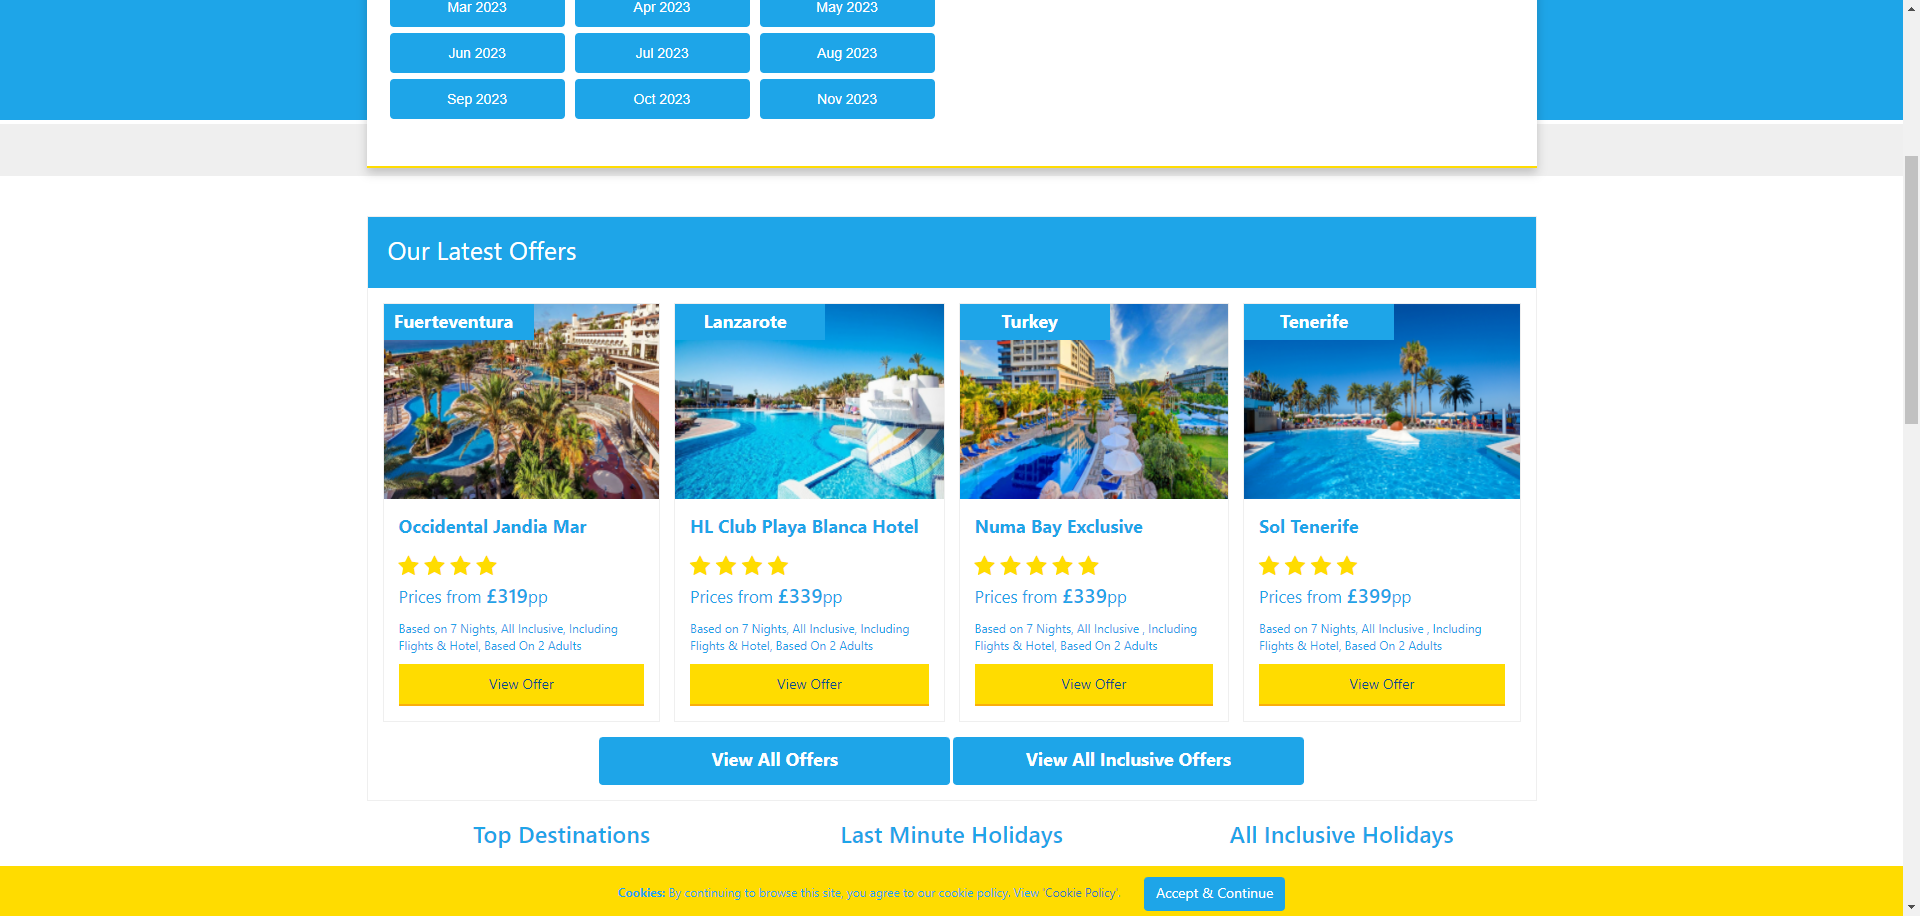 Mar 2023
Apr 2023
May 2023
Jun 2023
Jul 2023
Aug 2023
Sep 2023
Oct 2023
Nov 2023
Our Latest Offers
Fuerteventura
Occidental Jandia Mar
Prices from £319pp
Based on 7 Nights, All Inclusive, Including
Flights & Hotel, Based On 2 Adults
View Offer
Lanzarote
HL Club Playa Blanca Hotel
Prices from £339pp
Based on 7 Nights, All Inclusive, Including
Flights & Hotel, Based On 2 Adults
View Offer
Turkey
Numa Bay Exclusive
Prices from £339pp
Based on 7 Nights, All Inclusive , Including
Flights & Hotel, Based On 2 Adults
View Offer
Tenerife
Sol Tenerife
Prices from £399pp
Based on 7 Nights, All Inclusive , Including
Flights & Hotel, Based On 2 Adults
View Offer
View All Offers
View All Inclusive Offers
Top Destinations
Last Minute Holidays
All Inclusive Holidays
Cookies: By continuing to browse this site, you agree to our cookie policy. View 'Cookie Policy'.
Accept & Continue